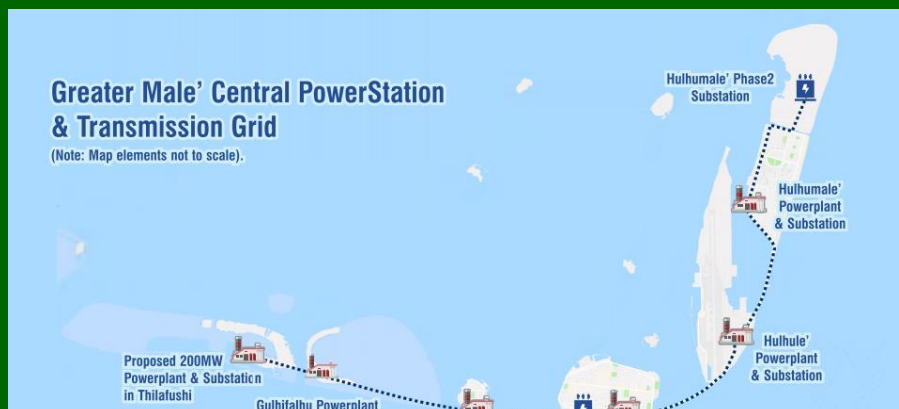 Greater Male' Central PowerStation
& Transmission Grid
(Note: Map elements not to scale).
Hulhumale' Phase2
Substation
Hulhumale'
Powerplant
& Substation
Hulhule'
Powerplant
& Substation
Proposed 200MW
Powerplant & Substation
in Thilafushi
Gulhifalhu Powerplant